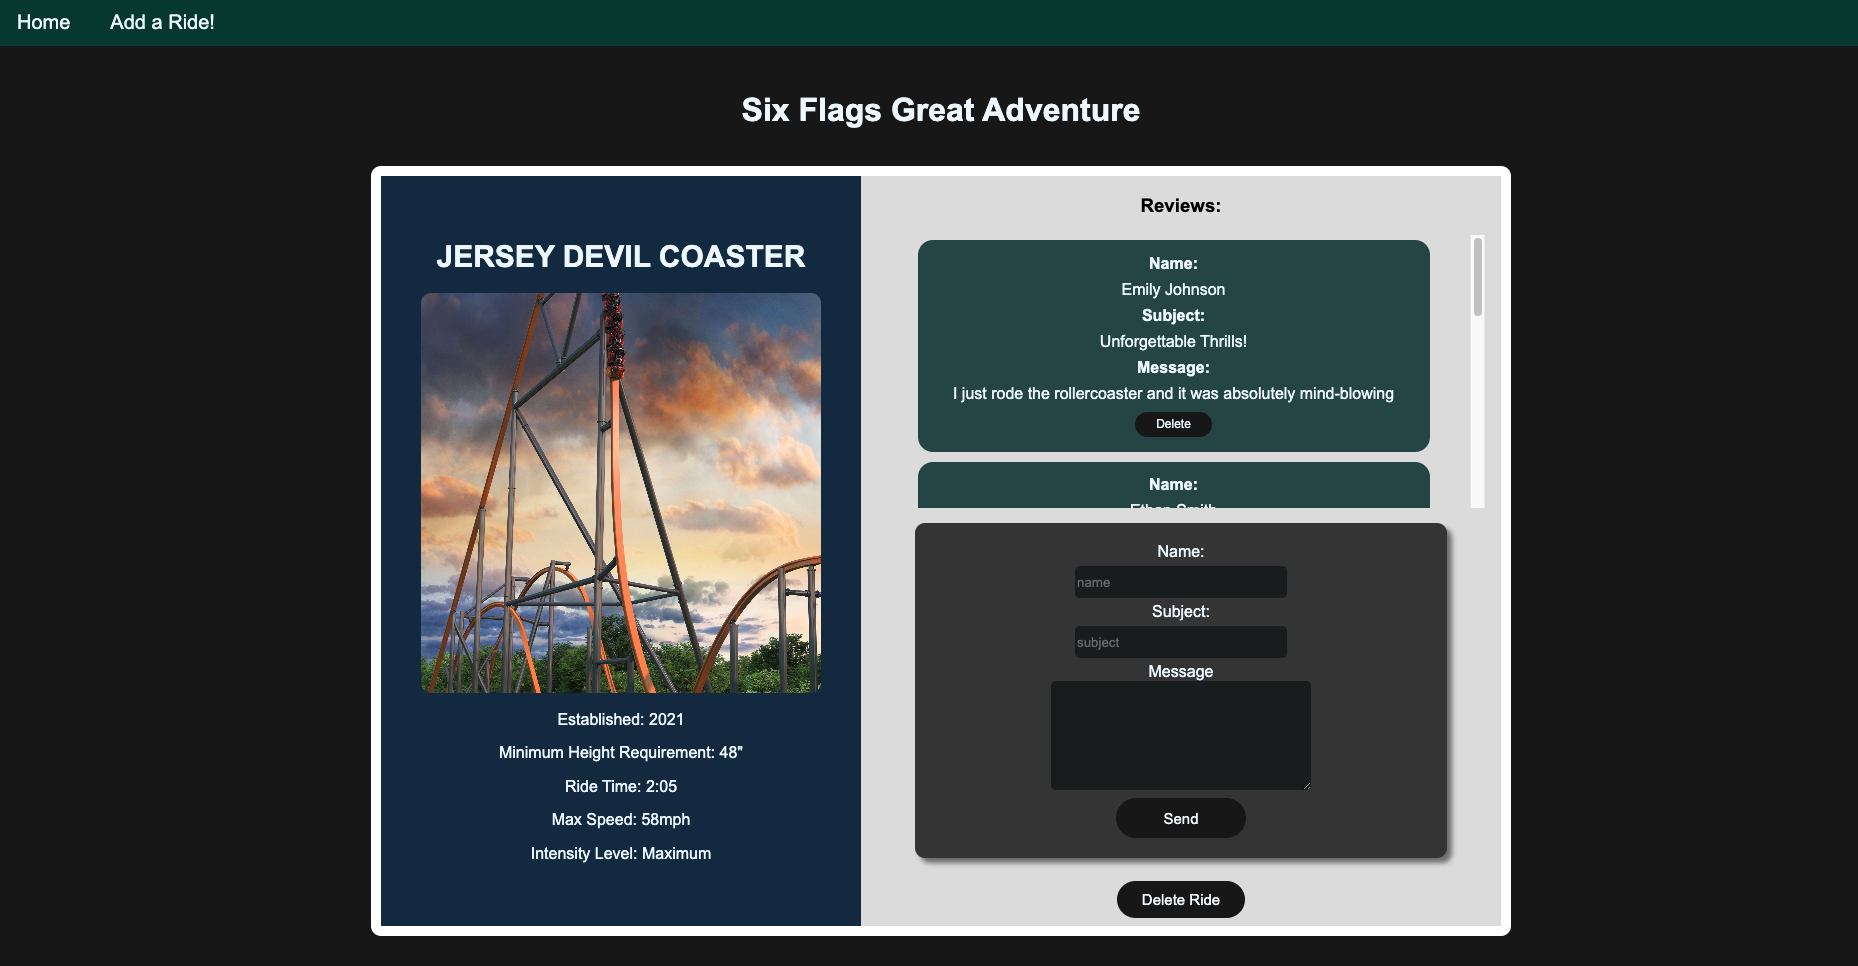 Home
Add a Ride!
Six Flags Great Adventure
JERSEY DEVIL COASTER
Established: 2021
Minimum Height Requirement: 48"
Ride Time: 2:05
Max Speed: 58mph
Intensity Level: Maximum
Reviews:
Name:
Emily Johnson
Subject:
Unforgettable Thrills!
Message:
I just rode the rollercoaster and it was absolutely mind-blowing
Delete
Name:
Ethan Smith
Name:
name
Subject:
subject
Message
Send
Delete Ride